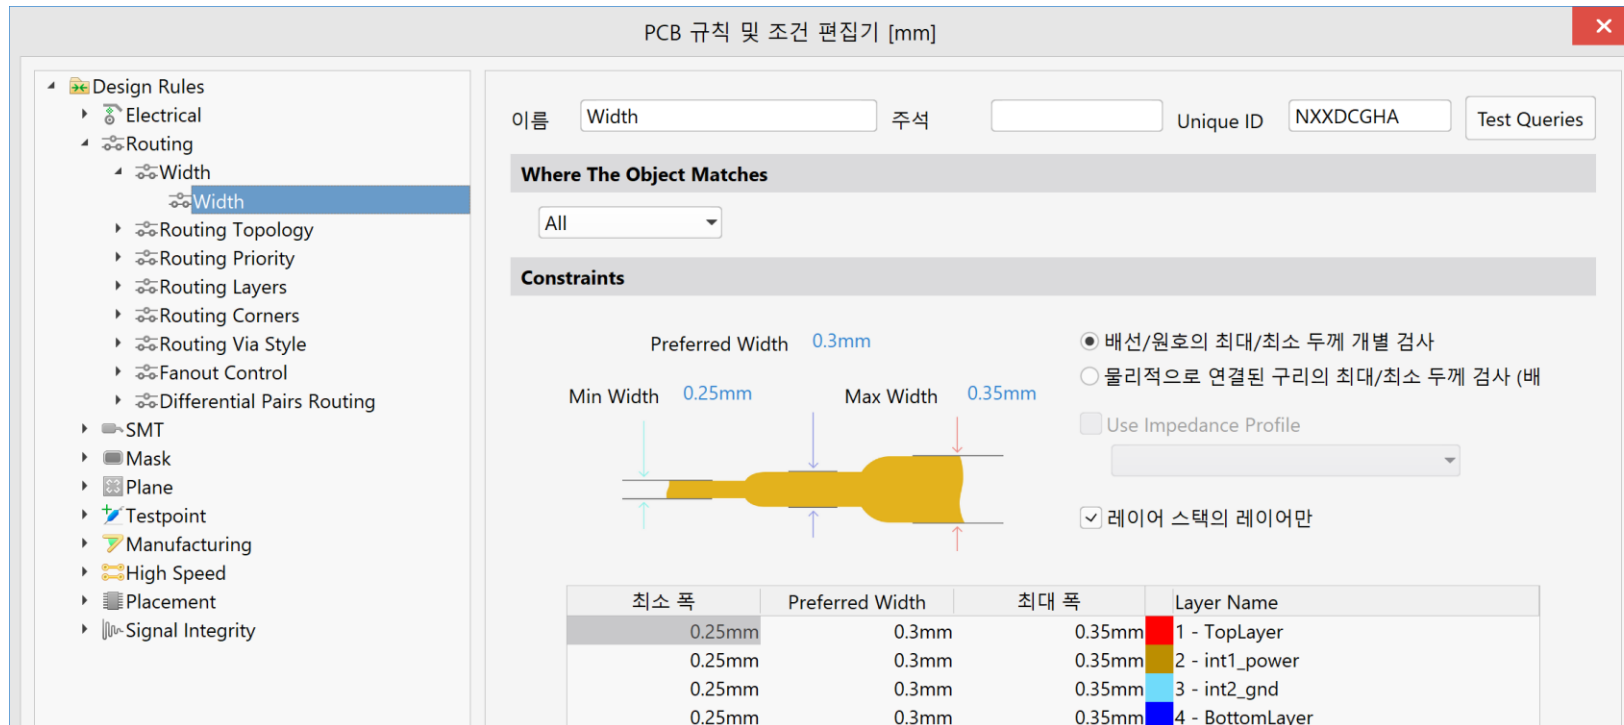 PCB 규칙 및 조건 편집기 [mm]
Design Rules
Electrical
Routing
Width
Width
Routing Topology
Routing Priority
Routing Layers
Routing Corners
Routing Via Style
Fanout Control
Differential Pairs Routing
SMT
Mask
Plane
Testpoint
Manufacturing
High Speed
Placement
Signal Integrity
이름 Width 주석 Unique ID NXXDCGHA Test Queries
Where The Object Matches
All
Constraints
Preferred Width 0.3mm
Min Width 0.25mm Max Width 0.35mm
배선/원호의 최대/최소 두께 개별 검사
물리적으로 연결된 구리의 최대/최소 두께 검사 (배
Use Impedance Profile
레이어 스택의 레이어만
최소 폭 Preferred Width 최대 폭 Layer Name
0.25mm 0.3mm 0.35mm 1 - TopLayer
0.25mm 0.3mm 0.35mm 2 - int1_power
0.25mm 0.3mm 0.35mm 3 - int2_gnd
0.25mm 0.3mm 0.35mm 4 - BottomLayer